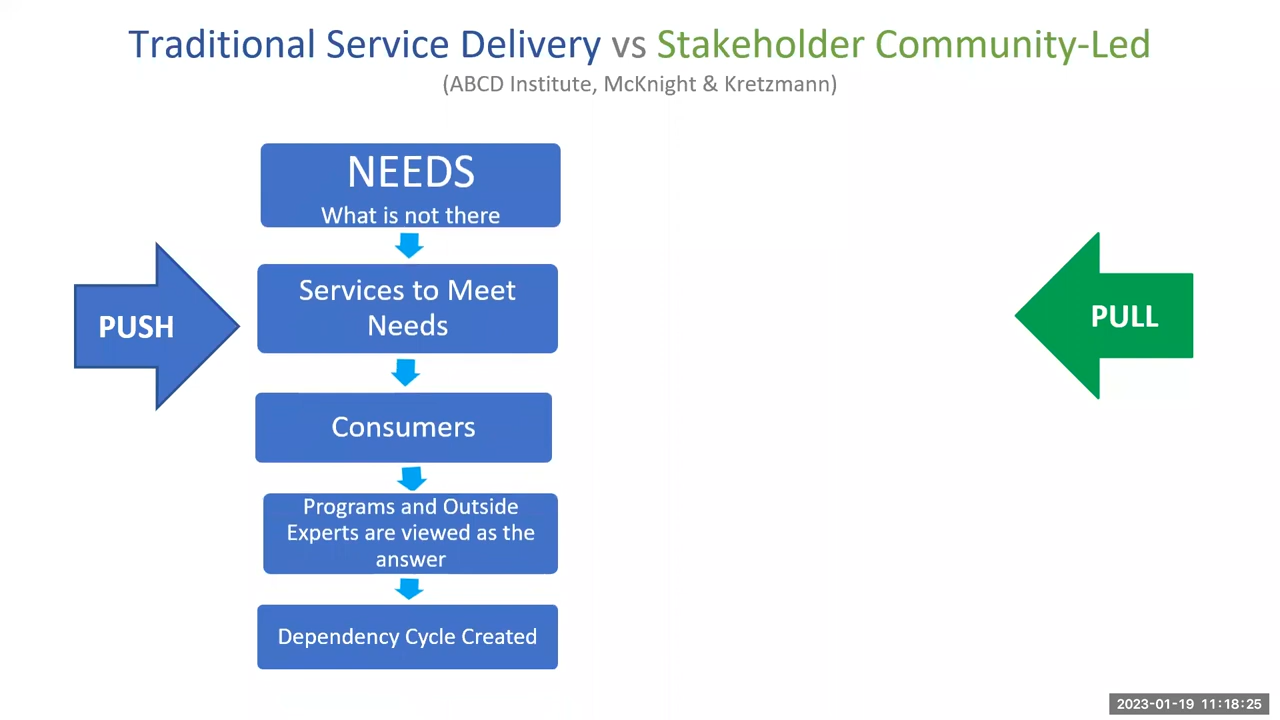 Traditional Service Delivery vs Stakeholder Community-Led
(ABCD Institute, McKnight & Kretzmann)
NEEDS
What is not there
PUSH
Services to Meet
Needs
PULL
Consumers
Programs and Outside
Experts are viewed as the
answer
Dependency Cycle Created
2023-01-19 11:18:25